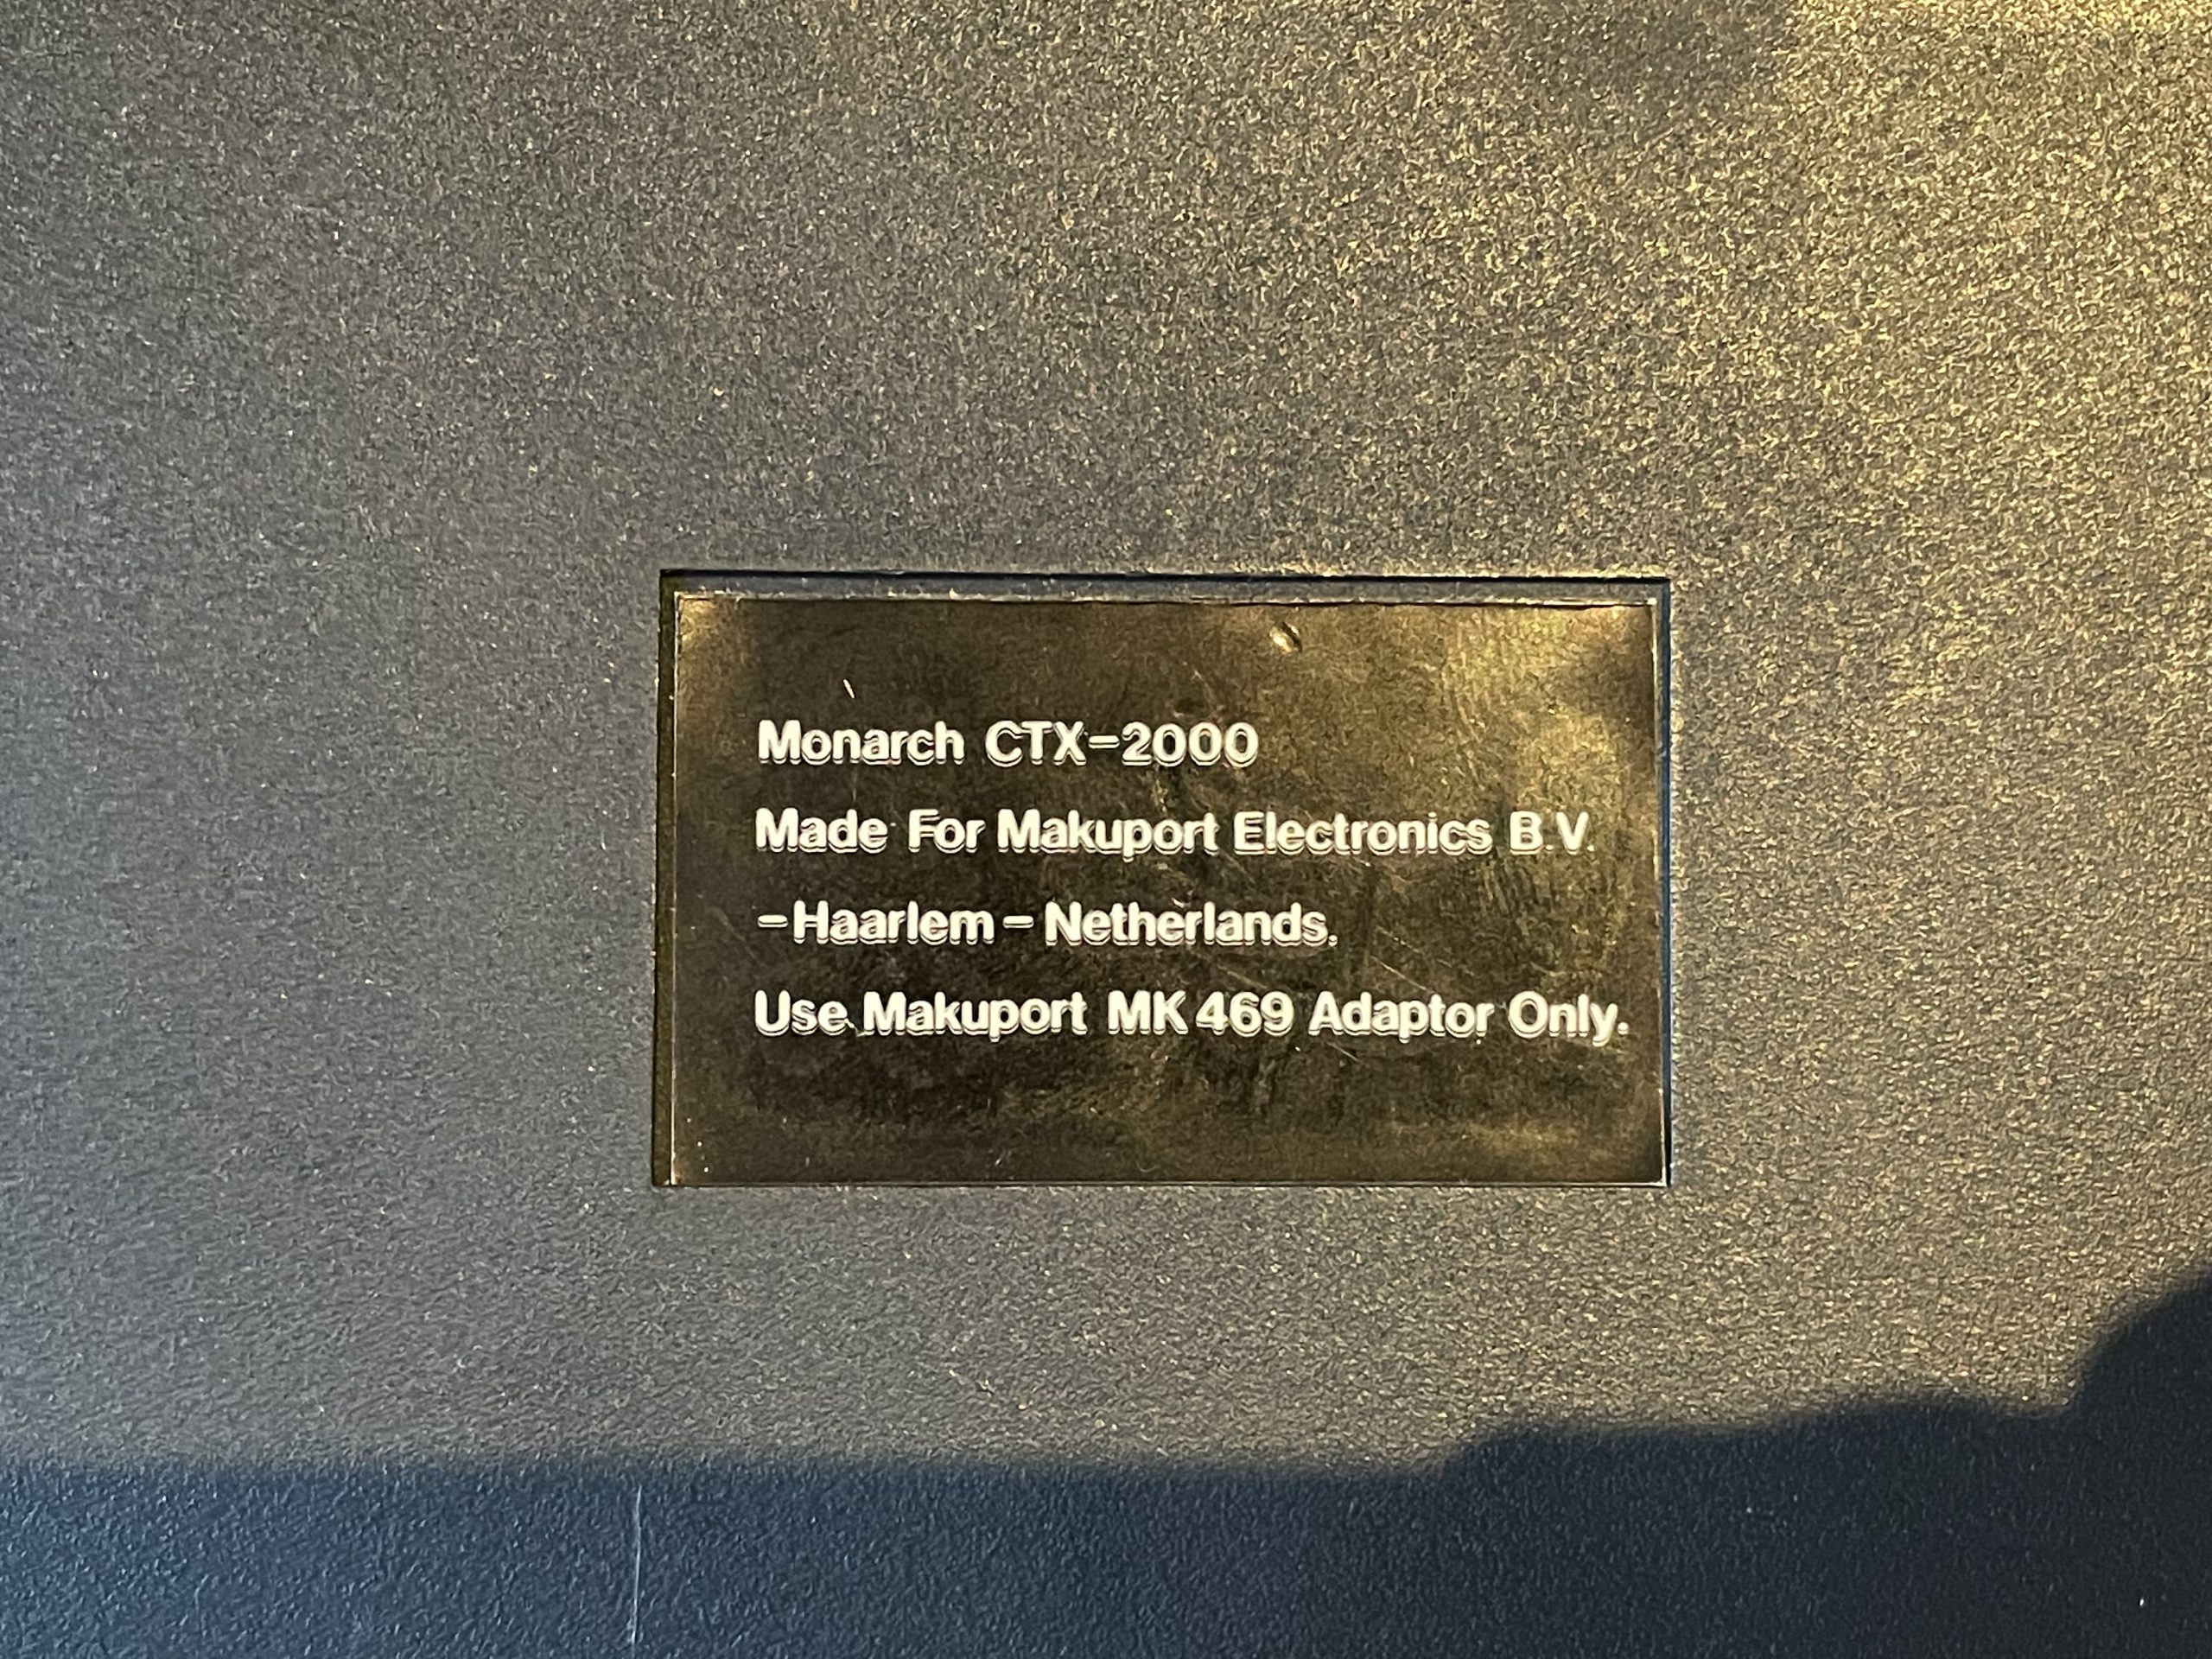 Monarch CTX-2000
Made For Makuport Electronics B.V.
-Haarlem- Netherlands.
Use Makuport MK 469 Adaptor Only.